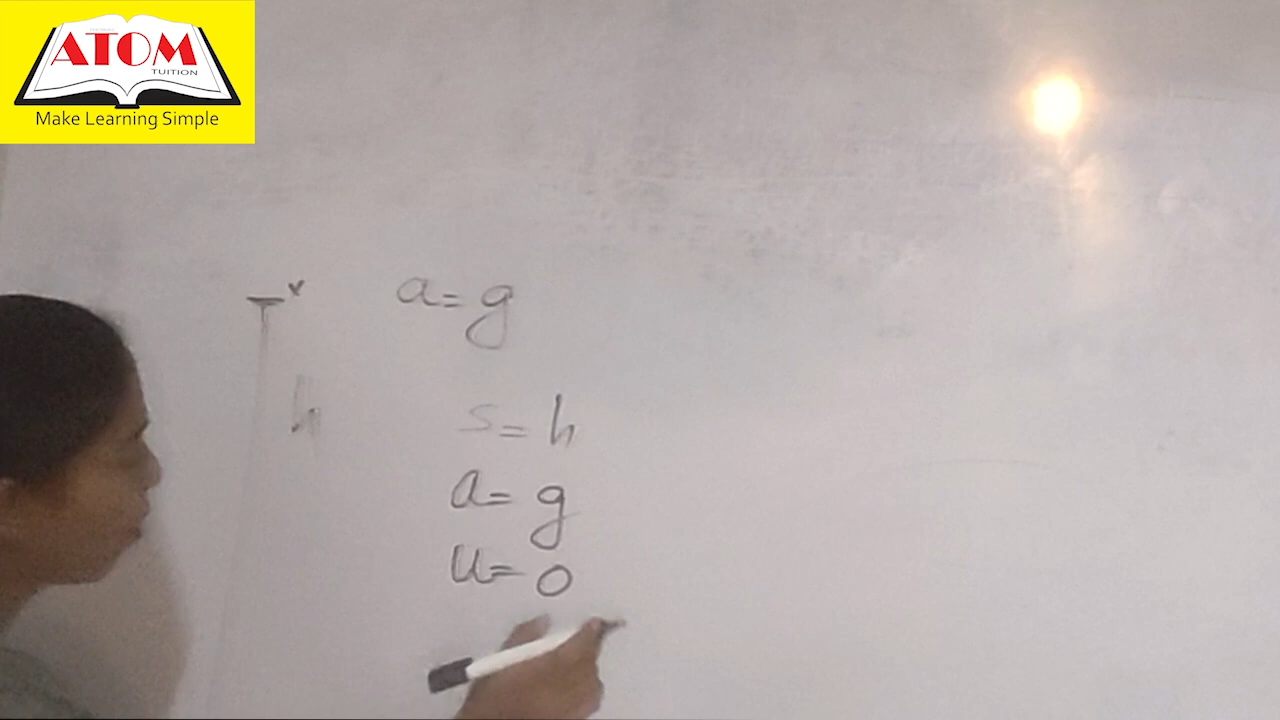 ATOM
TUITION
Make Learning Simple
x
a = g
h
s = h
a = g
u = 0